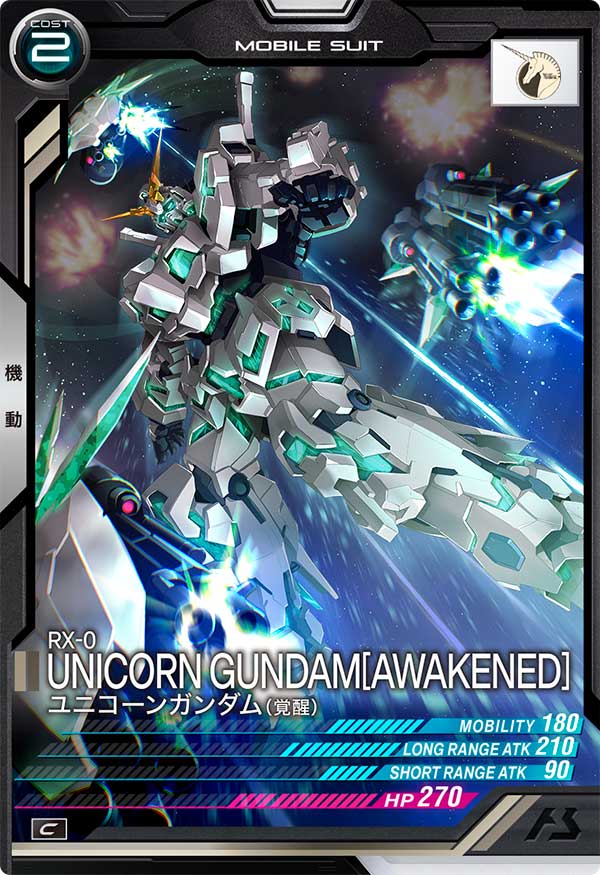 COST
2
MOBILE SUIT
機動
RX-0
UNICORN GUNDAM[AWAKENED]
ユニコーンガンダム(覚醒)
MOBILITY 180
LONG RANGE ATK 210
SHORT RANGE ATK 90
HP 270
C